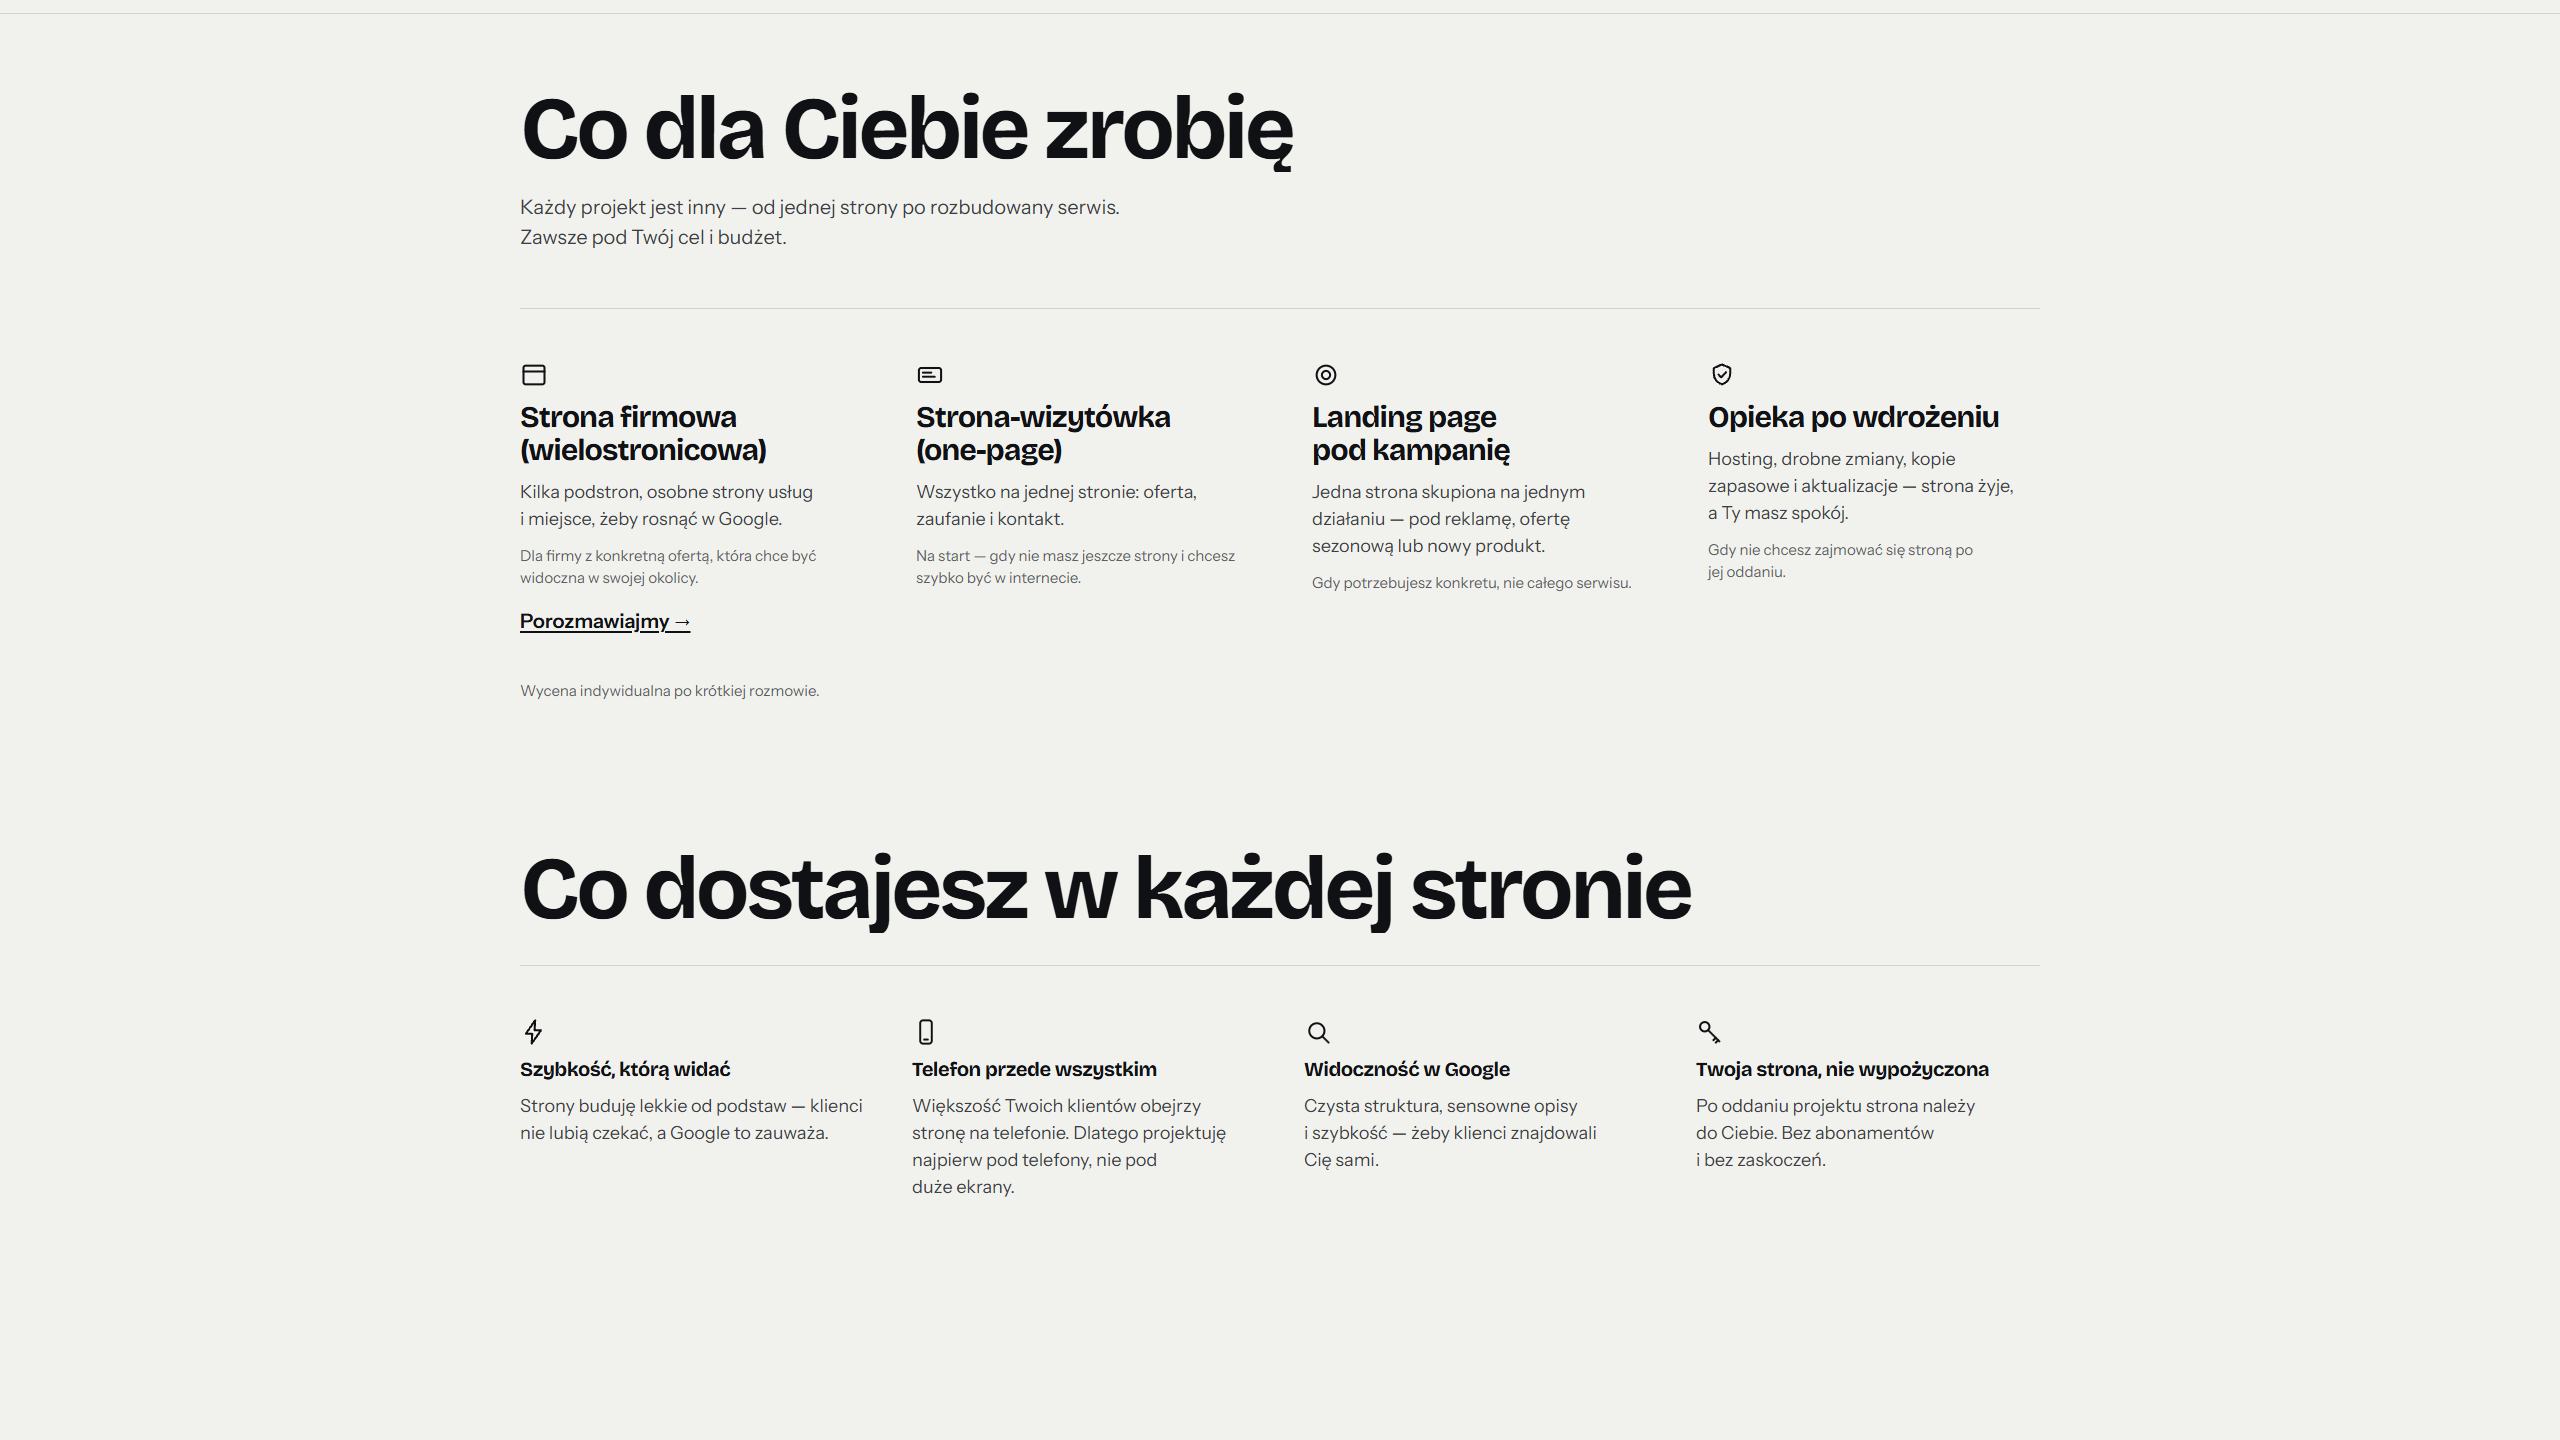 Co dla Ciebie zrobię
Każdy projekt jest inny — od jednej strony po rozbudowany serwis.
Zawsze pod Twój cel i budżet.
Strona firmowa
(wielostronicowa)
Kilka podstron, osobne strony usług
i miejsce, żeby rosnąć w Google.
Dla firmy z konkretną ofertą, która chce być
widoczna w swojej okolicy.
Porozmawiajmy →
Strona-wizytówka
(one-page)
Wszystko na jednej stronie: oferta,
zaufanie i kontakt.
Na start — gdy nie masz jeszcze strony i chcesz
szybko być w internecie.
Landing page
pod kampanię
Jedna strona skupiona na jednym
działaniu — pod reklamę, ofertę
sezonową lub nowy produkt.
Gdy potrzebujesz konkretu, nie całego serwisu.
Opieka po wdrożeniu
Hosting, drobne zmiany, kopie
zapasowe i aktualizacje — strona żyje,
a Ty masz spokój.
Gdy nie chcesz zajmować się stroną po
jej oddaniu.
Wycena indywidualna po krótkiej rozmowie.
Co dostajesz w każdej stronie
Szybkość, którą widać
Strony buduję lekkie od podstaw — klienci
nie lubią czekać, a Google to zauważa.
Telefon przede wszystkim
Większość Twoich klientów obejrzy
stronę na telefonie. Dlatego projektuję
najpierw pod telefony, nie pod
duże ekrany.
Widoczność w Google
Czysta struktura, sensowne opisy
i szybkość — żeby klienci znajdowali
Cię sami.
Twoja strona, nie wypożyczona
Po oddaniu projektu strona należy
do Ciebie. Bez abonamentów
i bez zaskoczeń.